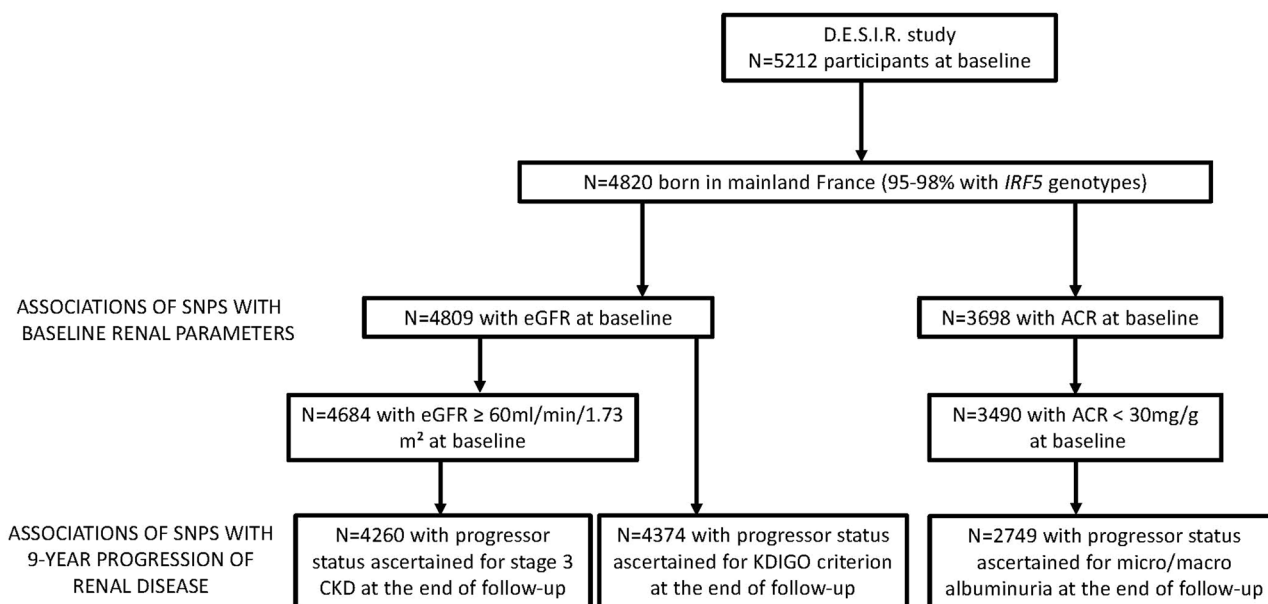 D.E.S.I.R. study
N=5212 participants at baseline
N=4820 born in mainland France (95-98% with IRF5 genotypes)
ASSOCIATIONS OF SNPS WITH
BASELINE RENAL PARAMETERS
N=4809 with eGFR at baseline
N=3698 with ACR at baseline
N=4684 with eGFR ≥ 60ml/min/1.73
m² at baseline
N=3490 with ACR < 30mg/g
at baseline
ASSOCIATIONS OF SNPS WITH
9-YEAR PROGRESSION OF
RENAL DISEASE
N=4260 with progressor
status ascertained for stage 3
CKD at the end of follow-up
N=4374 with progressor status
ascertained for KDIGO criterion
at the end of follow-up
N=2749 with progressor status
ascertained for micro/macro
albuminuria at the end of follow-up